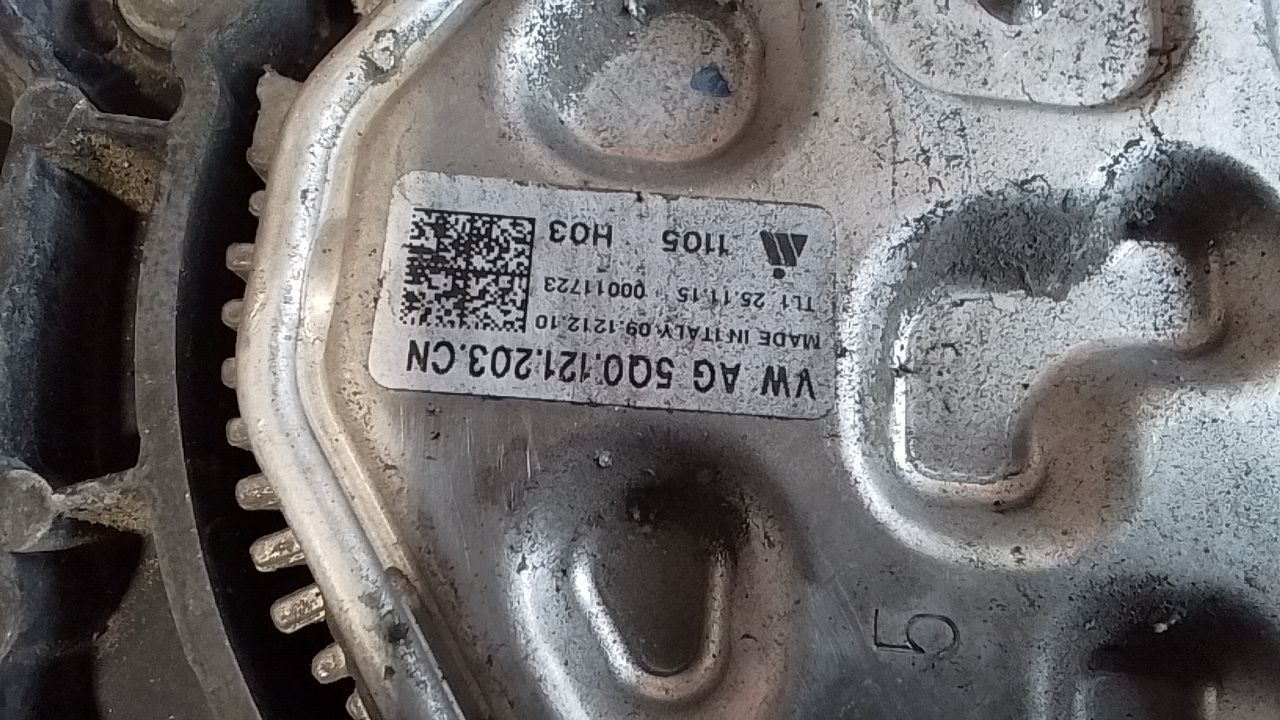 VW AG 5Q0.121.203.CN
MADE IN ITALY 09.1212.10
TL1 25.11.15 00011723
1105 H03
5